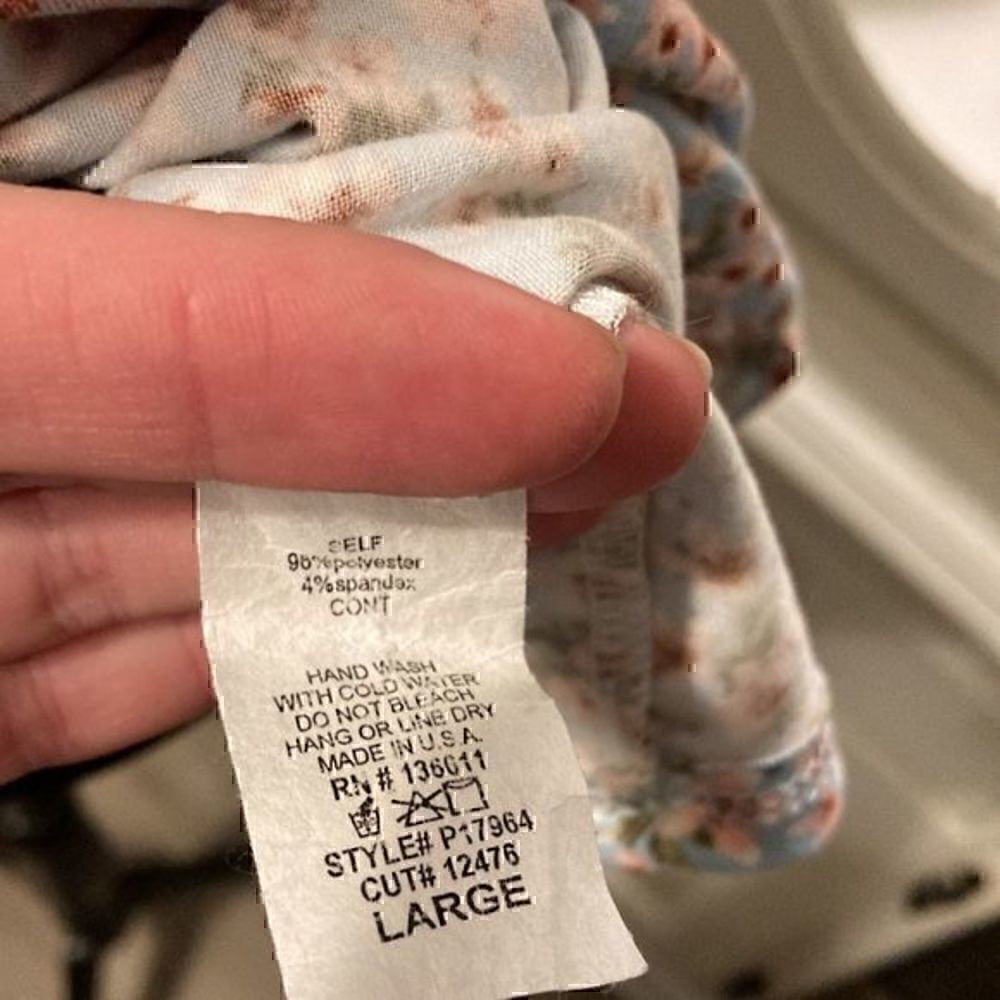 SELF
96%polyester
4%spandex
CONT
HAND WASH
WITH COLD WATER
DO NOT BLEACH
HANG OR LINE DRY
MADE IN U.S.A.
RN # 136011
STYLE# P17964
CUT# 12476
LARGE